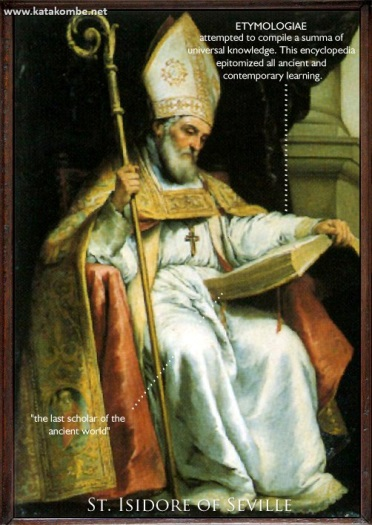 www.katakombe.net
ETYMOLOGIAE
attempted to compile a summa of
universal knowledge. This encyclopedia
epitomized all ancient and
contemporary learning.
"the last scholar of the
ancient world"
St. Isidore of Seville